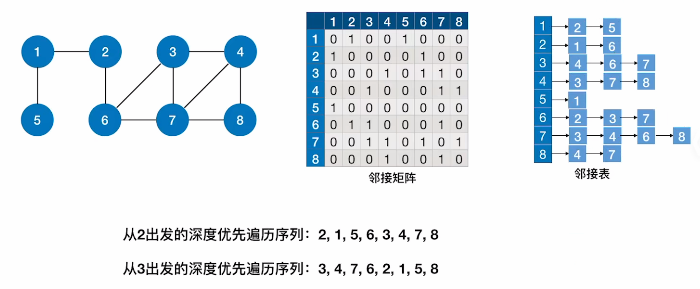 1 2 3 4
5 6 7 8
1 2 3 4 5 6 7 8
1 0 1 0 0 1 0 0 0
2 1 0 0 0 0 1 0 0
3 0 0 0 1 0 1 1 0
4 0 0 1 0 0 0 1 1
5 1 0 0 0 0 0 0 0
6 0 1 1 0 0 0 1 0
7 0 0 1 1 0 1 0 1
8 0 0 0 1 0 0 1 0
邻接矩阵
1 2 5
2 1 6
3 4 6 7
4 3 7 8
5 1
6 2 3 7
7 3 4 6 8
8 4 7
邻接表
从2出发的深度优先遍历序列：2, 1, 5, 6, 3, 4, 7, 8
从3出发的深度优先遍历序列：3, 4, 7, 6, 2, 1, 5, 8